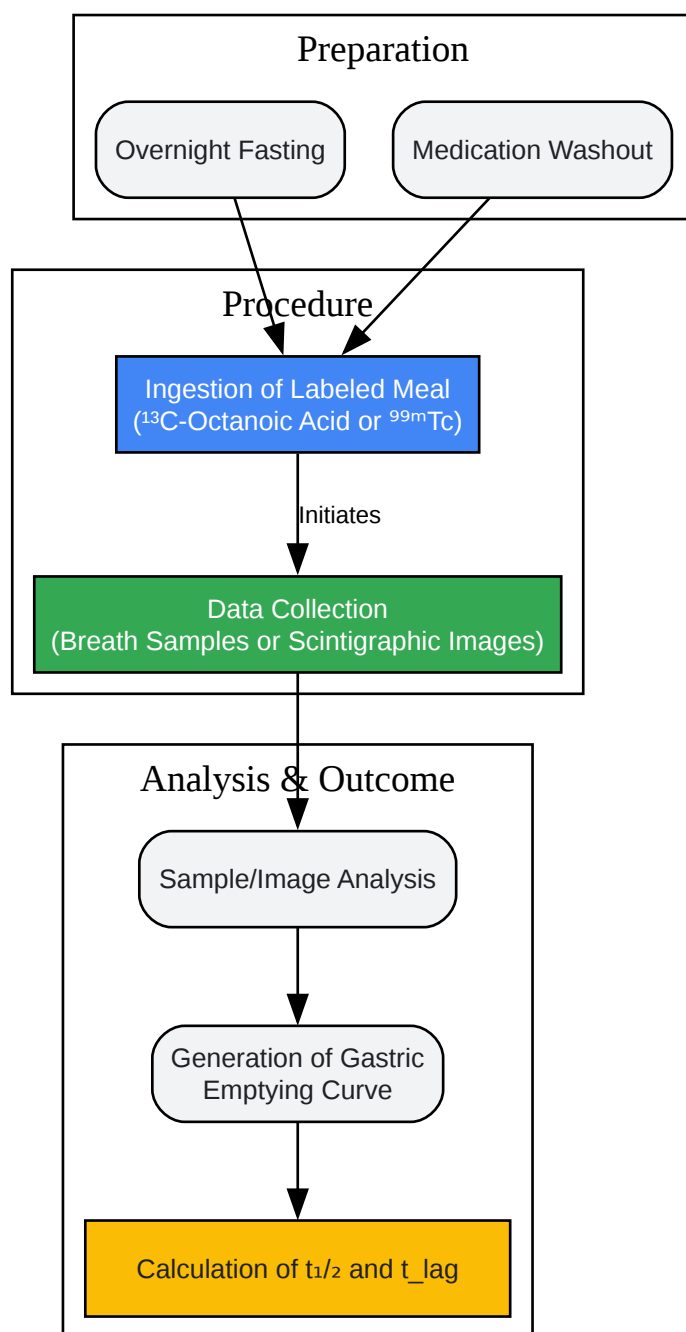 Preparation
Overnight Fasting
Medication Washout
Procedure
Ingestion of Labeled Meal
(¹³C-Octanoic Acid or ⁹⁹ᵐTc)
Initiates
Data Collection
(Breath Samples or Scintigraphic Images)
Analysis & Outcome
Sample/Image Analysis
Generation of Gastric
Emptying Curve
Calculation of t₁/₂ and t_lag